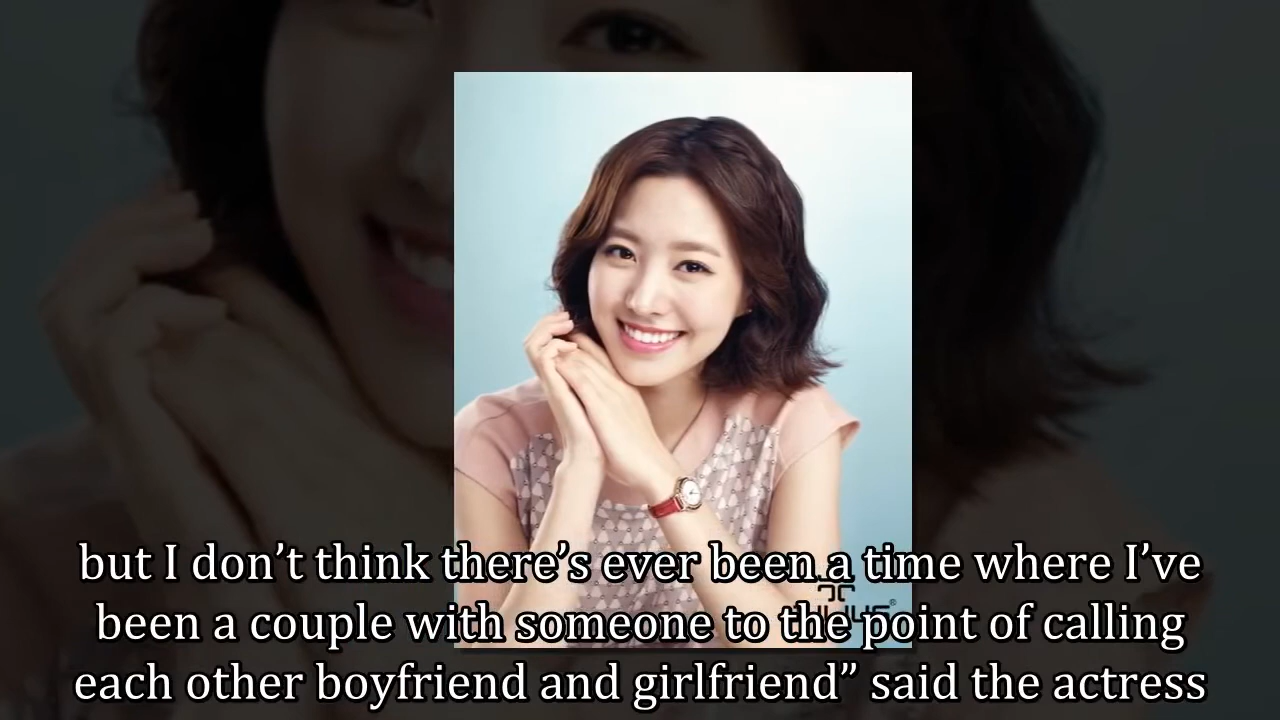 but I don’t think there’s ever been a time where I’ve
been a couple with someone to the point of calling
each other boyfriend and girlfriend” said the actress